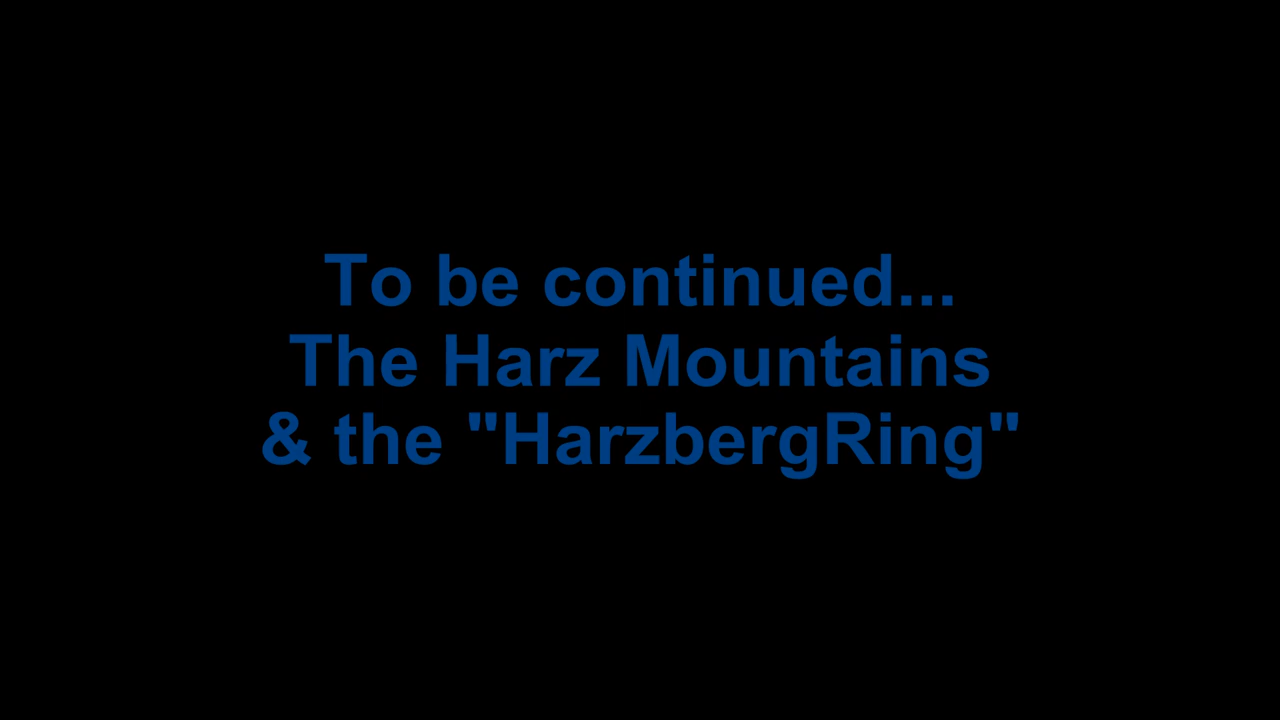 To be continued...
The Harz Mountains
& the "HarzbergRing"